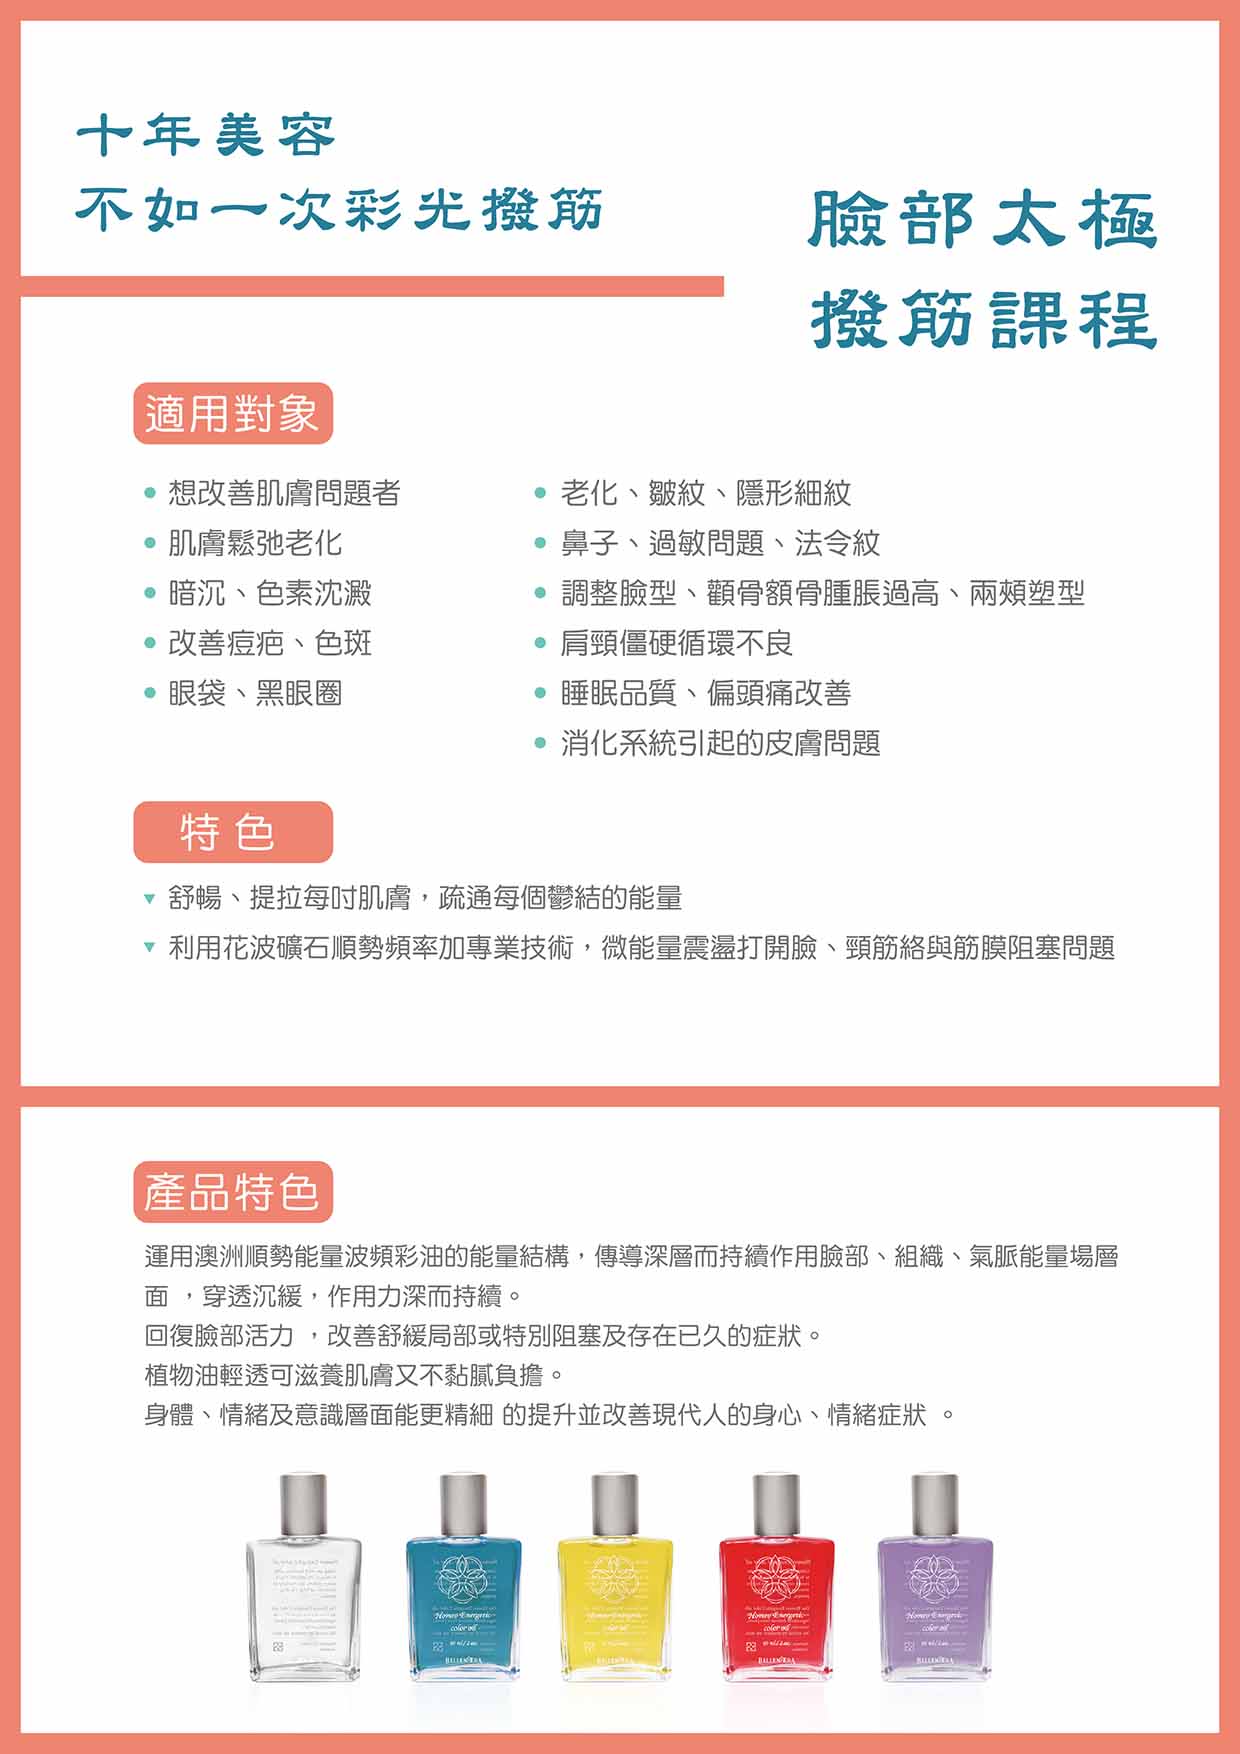 十年美容
不如一次彩光撥筋
臉部太極
撥筋課程
適用對象
想改善肌膚問題者
肌膚鬆弛老化
暗沉、色素沈澱
改善痘疤、色斑
眼袋、黑眼圈
老化、皺紋、隱形細紋
鼻子、過敏問題、法令紋
調整臉型、顴骨額骨腫脹過高、兩頰塑型
肩頸僵硬循環不良
睡眠品質、偏頭痛改善
消化系統引起的皮膚問題
特色
舒暢、提拉每吋肌膚，疏通每個鬱結的能量
利用花波礦石順勢頻率加專業技術，微能量震盪打開臉、頸筋絡與筋膜阻塞問題
產品特色
運用澳洲順勢能量波頻彩油的能量結構，傳導深層而持續作用臉部、組織、氣脈能量場層
面 ，穿透沉緩，作用力深而持續。
回復臉部活力 ，改善舒緩局部或特別阻塞及存在已久的症狀。
植物油輕透可滋養肌膚又不黏膩負擔。
身體、情緒及意識層面能更精細 的提升並改善現代人的身心、情緒症狀 。
Homeo Energetic
color oil
Homeo Energetic
color oil
Homeo Energetic
color oil
Homeo Energetic
color oil